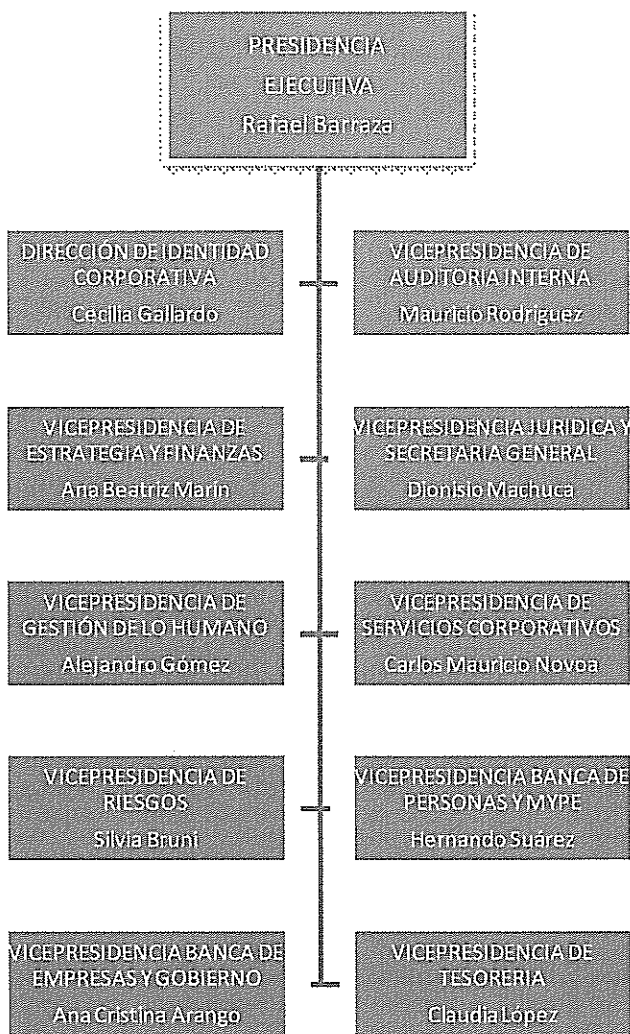 PRESIDENCIA
EJECUTIVA
Rafael Barraza
DIRECCIÓN DE IDENTIDAD
CORPORATIVA
Cecilia Gallardo
VICEPRESIDENCIA DE
AUDITORIA INTERNA
Mauricio Rodriguez
VICEPRESIDENCIA DE
ESTRATEGIA Y FINANZAS
Ana Beatriz Marin
VICEPRESIDENCIA JURIDICA Y
SECRETARIA GENERAL
Dionisio Machuca
VICEPRESIDENCIA DE
GESTIÓN DE LO HUMANO
Alejandro Gómez
VICEPRESIDENCIA DE
SERVICIOS CORPORATIVOS
Carlos Mauricio Novoa
VICEPRESIDENCIA DE
RIESGOS
Silvia Bruni
VICEPRESIDENCIA BANCA DE
PERSONAS Y MYPE
Hernando Suárez
VICEPRESIDENCIA BANCA DE
EMPRESAS Y GOBIERNO
Ana Cristina Arango
VICEPRESIDENCIA DE
TESORERIA
Claudia López